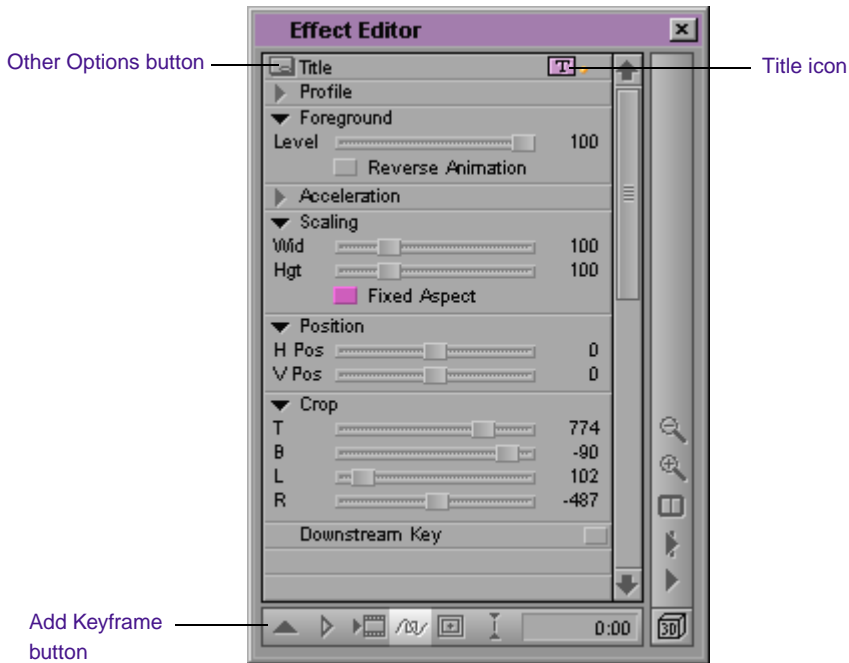 Effect Editor
Other Options button
Title
T
Title icon
Profile
Foreground
Level 100
Reverse Animation
Acceleration
Scaling
Wid 100
Hgt 100
Fixed Aspect
Position
H Pos 0
V Pos 0
Crop
T 774
B -90
L 102
R -487
Downstream Key
Add Keyframe
button
0:00
3D